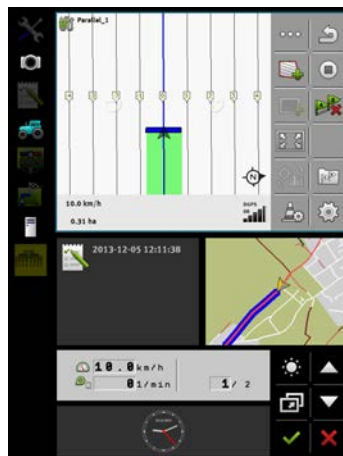 Parallel_1
10.0 km/h
0.31 ha
DGPS
N
2013-12-05 12:11:38
10.0 km/h
0 1/min
1/ 2